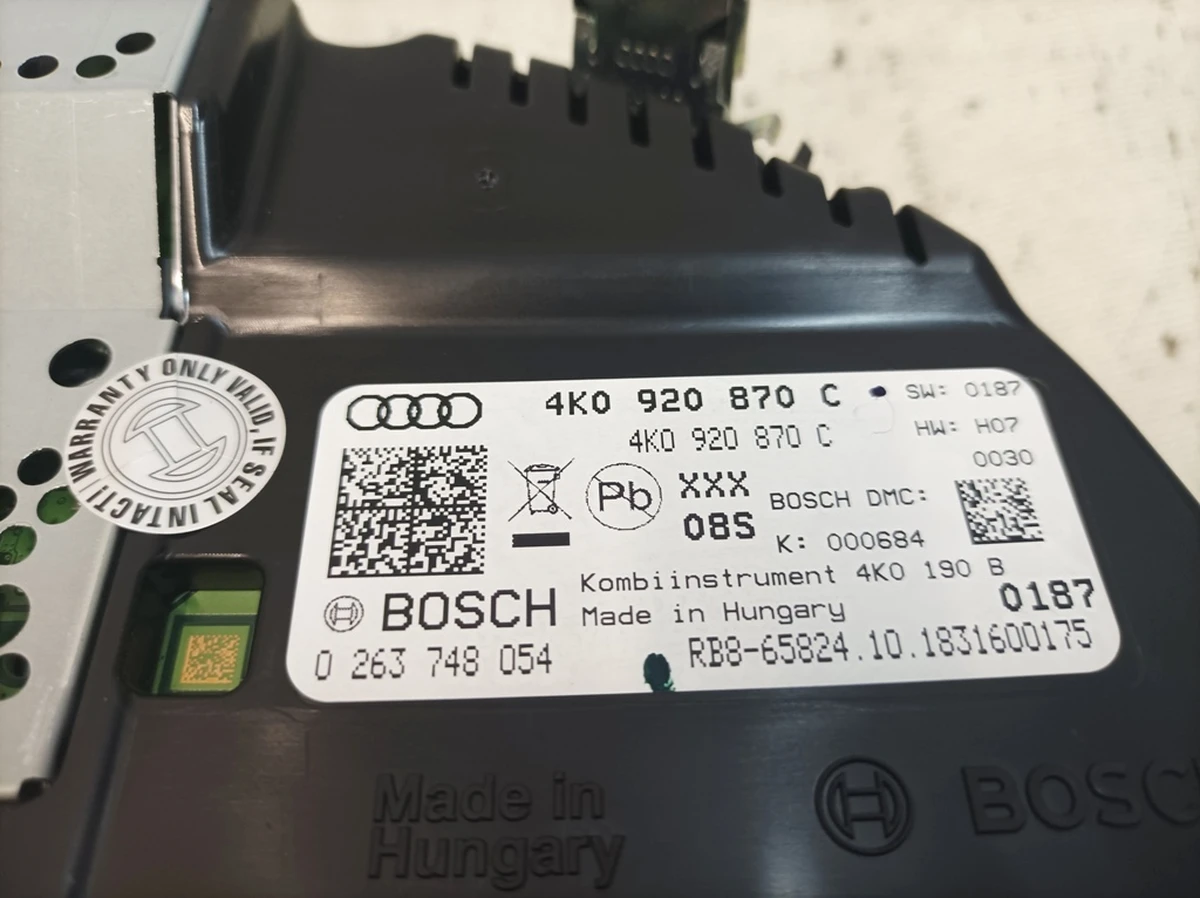 WARRANTY ONLY VALID, IF SEAL INTACT!
4K0 920 870 C
SW: 0187
4K0 920 870 C
HW: H07
0030
Pb
XXX
08S
BOSCH DMC:
K: 000684
Kombiinstrument 4K0 190 B
BOSCH
Made in Hungary
0187
0 263 748 054
RB8-65824.10.1831600175
Made in
Hungary
BOSCH